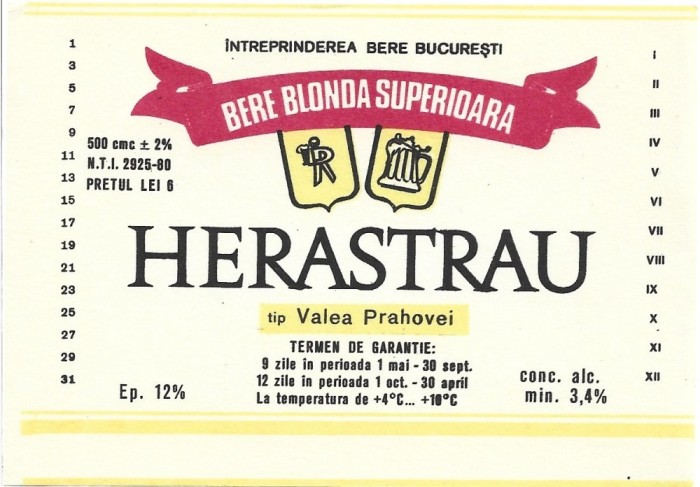 ÎNTREPRINDEREA BERE BUCUREȘTI
BERE BLONDA SUPERIOARA
500 cmc ± 2%
N.T.I. 2925-80
PRETUL LEI 6
R
HERASTRAU
tip Valea Prahovei
TERMEN DE GARANTIE:
9 zile în perioada 1 mai - 30 sept.
12 zile în perioada 1 oct. - 30 april
La temperatura de +4°C... +10°C
Ep. 12%
conc. alc.
min. 3,4%
1
3
5
7
9
11
13
15
17
19
21
23
25
27
29
31
I
II
III
IV
V
VI
VII
VIII
IX
X
XI
XII